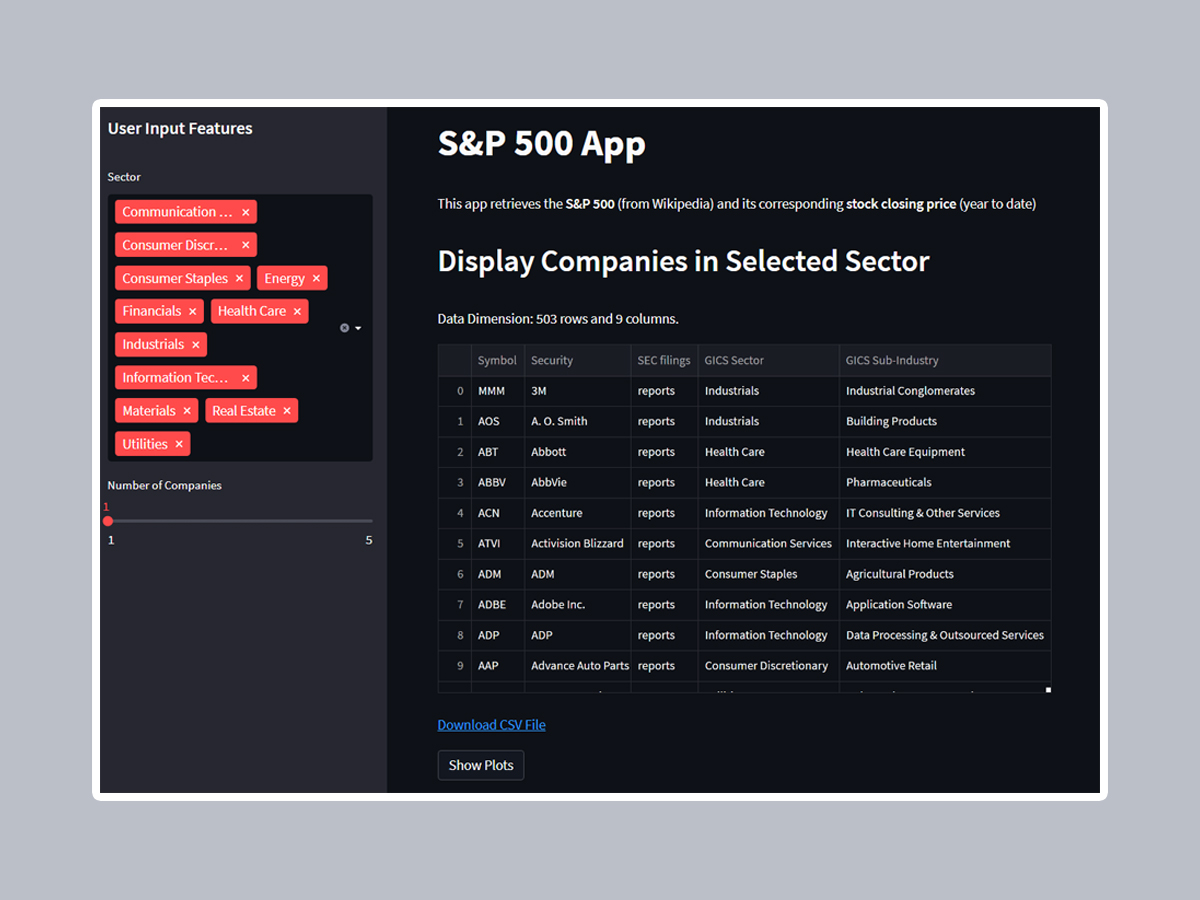 User Input Features
Sector
Communication ... ×
Consumer Discr... ×
Consumer Staples × Energy ×
Financials × Health Care ×
Industrials ×
Information Tec... ×
Materials × Real Estate ×
Utilities ×
Number of Companies
1
1 5
S&P 500 App
This app retrieves the S&P 500 (from Wikipedia) and its corresponding stock closing price (year to date)
Display Companies in Selected Sector
Data Dimension: 503 rows and 9 columns.
Symbol Security SEC filings GICS Sector GICS Sub-Industry
0 MMM 3M reports Industrials Industrial Conglomerates
1 AOS A. O. Smith reports Industrials Building Products
2 ABT Abbott reports Health Care Health Care Equipment
3 ABBV AbbVie reports Health Care Pharmaceuticals
4 ACN Accenture reports Information Technology IT Consulting & Other Services
5 ATVI Activision Blizzard reports Communication Services Interactive Home Entertainment
6 ADM ADM reports Consumer Staples Agricultural Products
7 ADBE Adobe Inc. reports Information Technology Application Software
8 ADP ADP reports Information Technology Data Processing & Outsourced Services
9 AAP Advance Auto Parts reports Consumer Discretionary Automotive Retail
Download CSV File
Show Plots